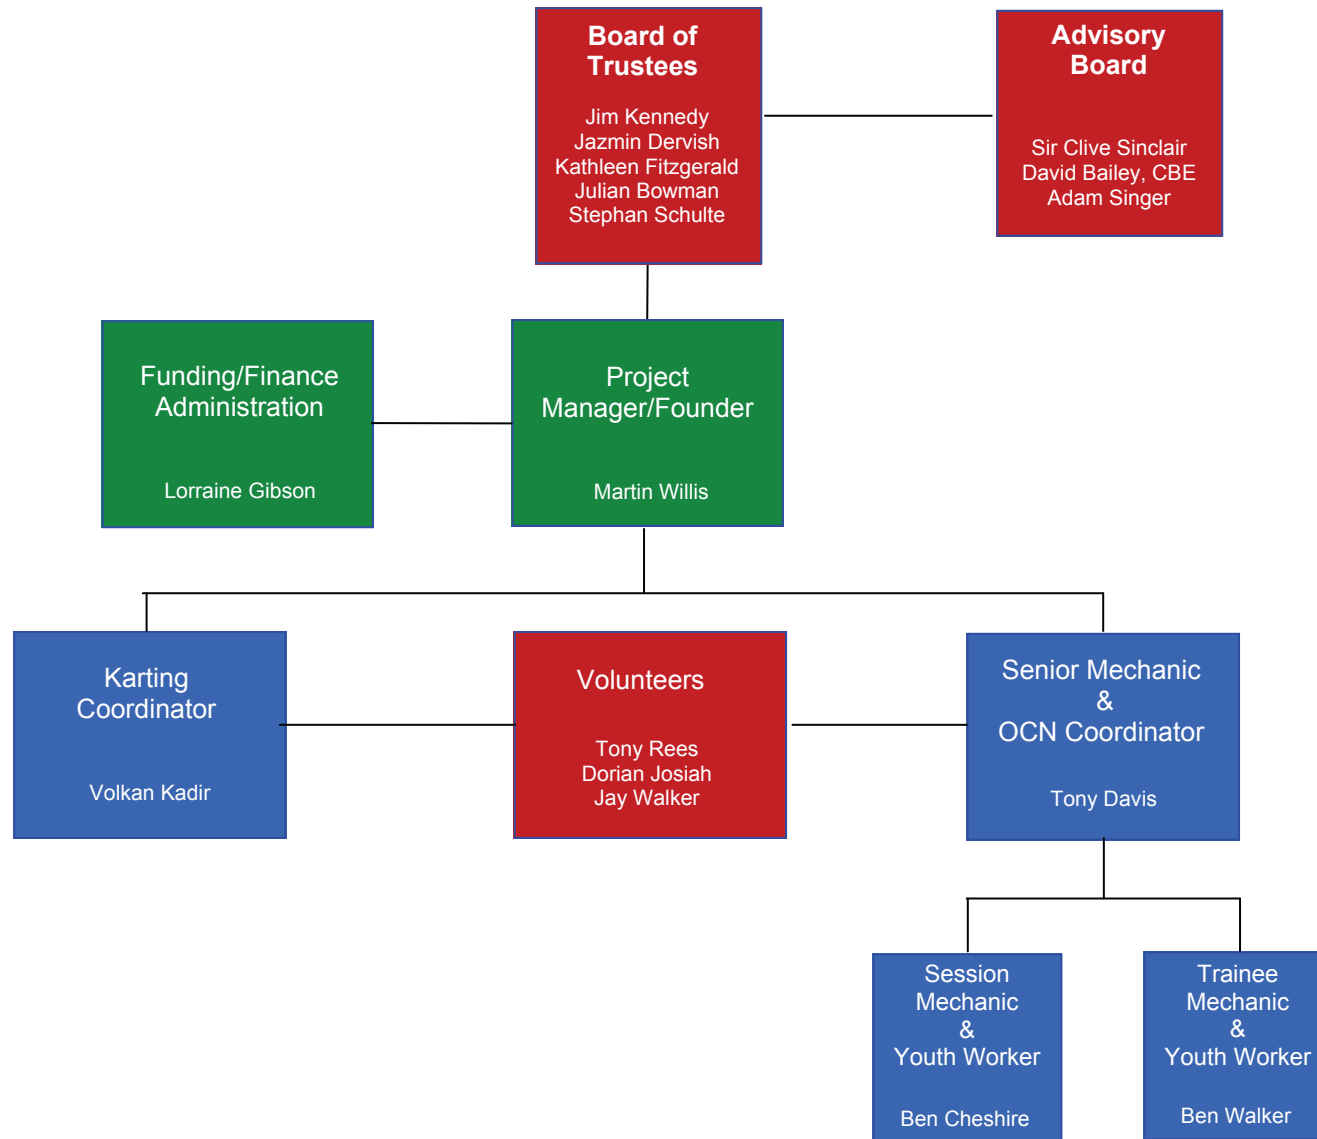 Board of
Trustees
Jim Kennedy
Jazmin Dervish
Kathleen Fitzgerald
Julian Bowman
Stephan Schulte
Advisory
Board
Sir Clive Sinclair
David Bailey, CBE
Adam Singer
Funding/Finance
Administration
Lorraine Gibson
Project
Manager/Founder
Martin Willis
Karting
Coordinator
Volkan Kadir
Volunteers
Tony Rees
Dorian Josiah
Jay Walker
Senior Mechanic
&
OCN Coordinator
Tony Davis
Session
Mechanic
&
Youth Worker
Ben Cheshire
Trainee
Mechanic
&
Youth Worker
Ben Walker